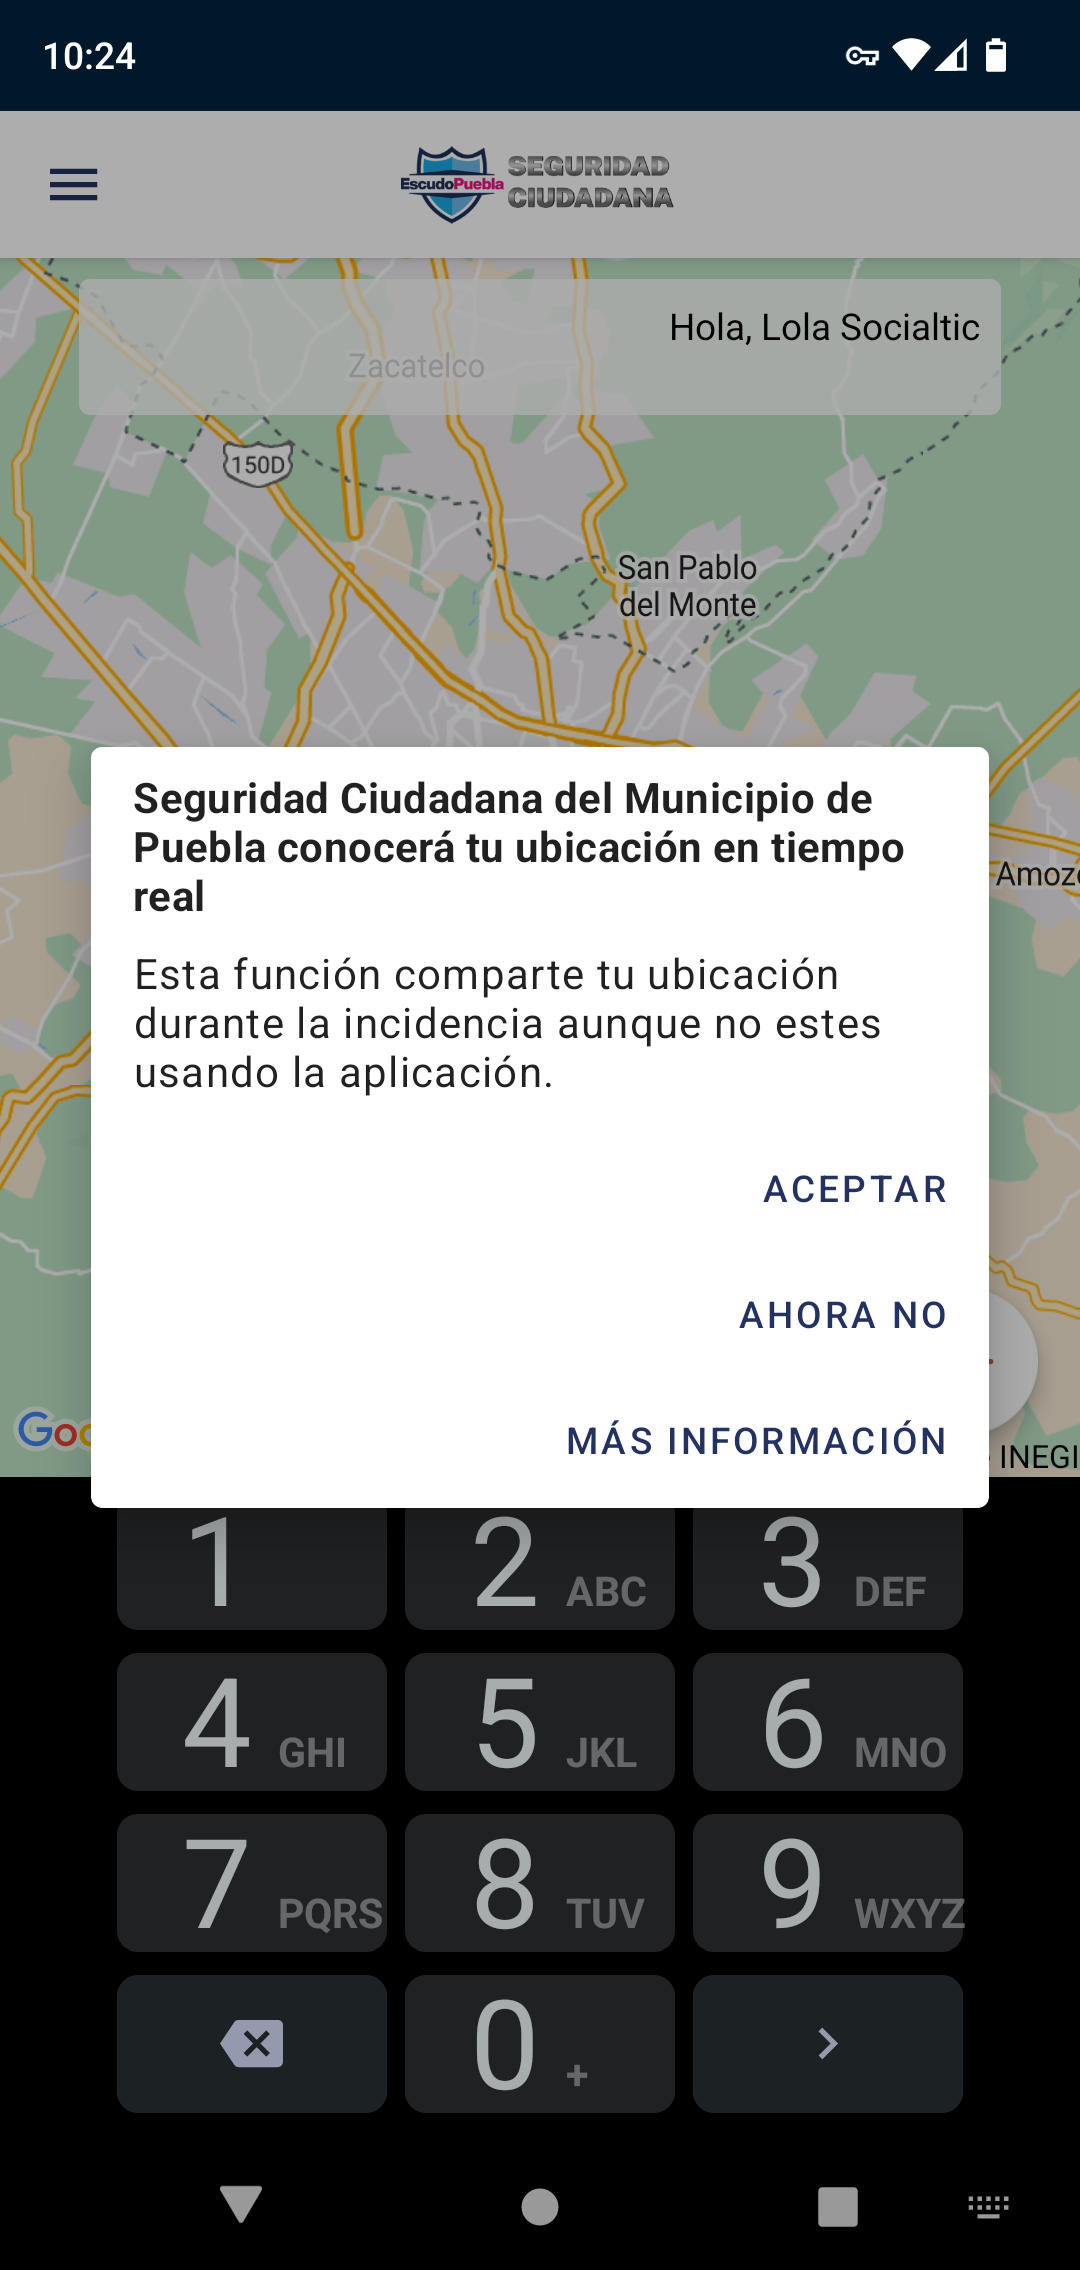 10:24
EscudoPuebla
SEGURIDAD
CIUDADANA
Hola, Lola Socialtic
Zacatelco
150D
San Pablo
del Monte
Seguridad Ciudadana del Municipio de
Puebla conocerá tu ubicación en tiempo
real
Amoz
Esta función comparte tu ubicación
durante la incidencia aunque no estes
usando la aplicación.
ACEPTAR
AHORA NO
MÁS INFORMACIÓN
Goo
INEGI
1
2 ABC
3 DEF
4 GHI
5 JKL
6 MNO
7 PQRS
8 TUV
9 WXYZ
0 +